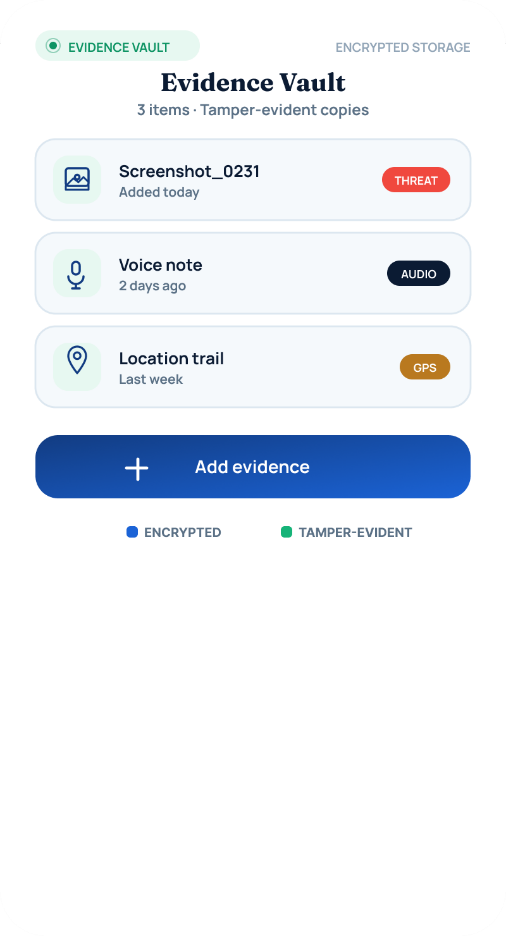 EVIDENCE VAULT
ENCRYPTED STORAGE
Evidence Vault
3 items · Tamper-evident copies
Screenshot_0231
Added today
THREAT
Voice note
2 days ago
AUDIO
Location trail
Last week
GPS
Add evidence
ENCRYPTED
TAMPER-EVIDENT